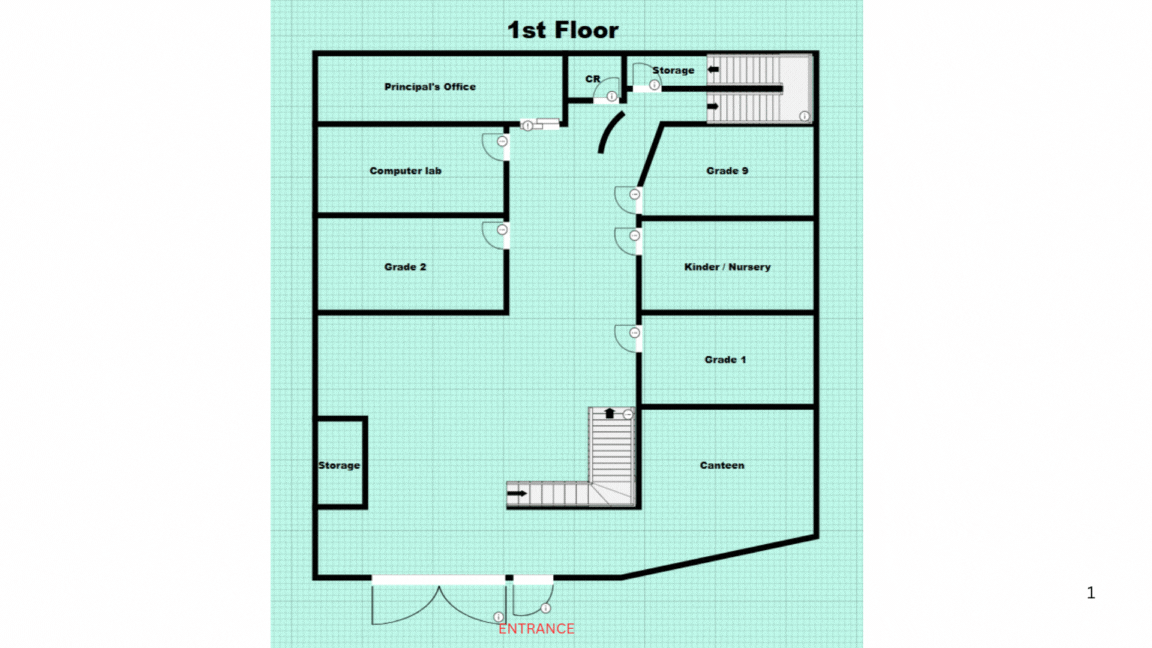 1st Floor
Principal's Office
CR
Storage
Computer lab
Grade 9
Grade 2
Kinder / Nursery
Grade 1
Storage
Canteen
1
ENTRANCE